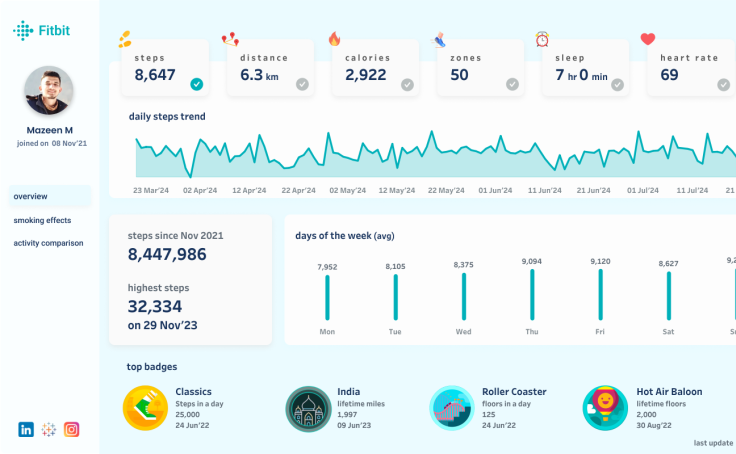 Fitbit
Mazeen M
joined on 08 Nov'21
overview
smoking effects
activity comparison
steps
8,647
distance
6.3 km
calories
2,922
zones
50
sleep
7 hr 0 min
heart rate
69
daily steps trend
23 Mar'24 02 Apr'24 12 Apr'24 22 Apr'24 02 May'24 12 May'24 22 May'24 01 Jun'24 11 Jun'24 21 Jun'24 01 Jul'24 11 Jul'24 21
steps since Nov 2021
8,447,986
highest steps
32,334
on 29 Nov'23
days of the week (avg)
7,952 8,105 8,375 9,094 9,120 8,627 9,2
Mon Tue Wed Thu Fri Sat Su
top badges
Classics
Steps in a day
25,000
24 Jun'22
India
lifetime miles
1,997
09 Jun'23
Roller Coaster
floors in a day
125
24 Jun'22
Hot Air Baloon
lifetime floors
2,000
30 Aug'22
in
last update